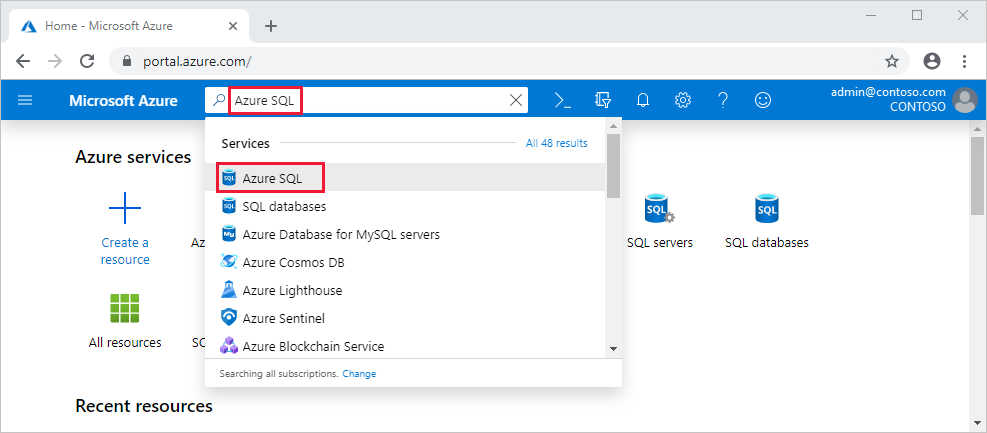 Home - Microsoft Azure
portal.azure.com/
Microsoft Azure
Azure SQL
admin@contoso.com
CONTOSO
Services
All 48 results
Azure SQL
SQL databases
Azure Database for MySQL servers
Azure Cosmos DB
Azure Lighthouse
Azure Sentinel
Azure Blockchain Service
Searching all subscriptions. Change
Azure services
Create a
resource
Az
SQL
SQL servers
SQL databases
All resources
SQ
Recent resources